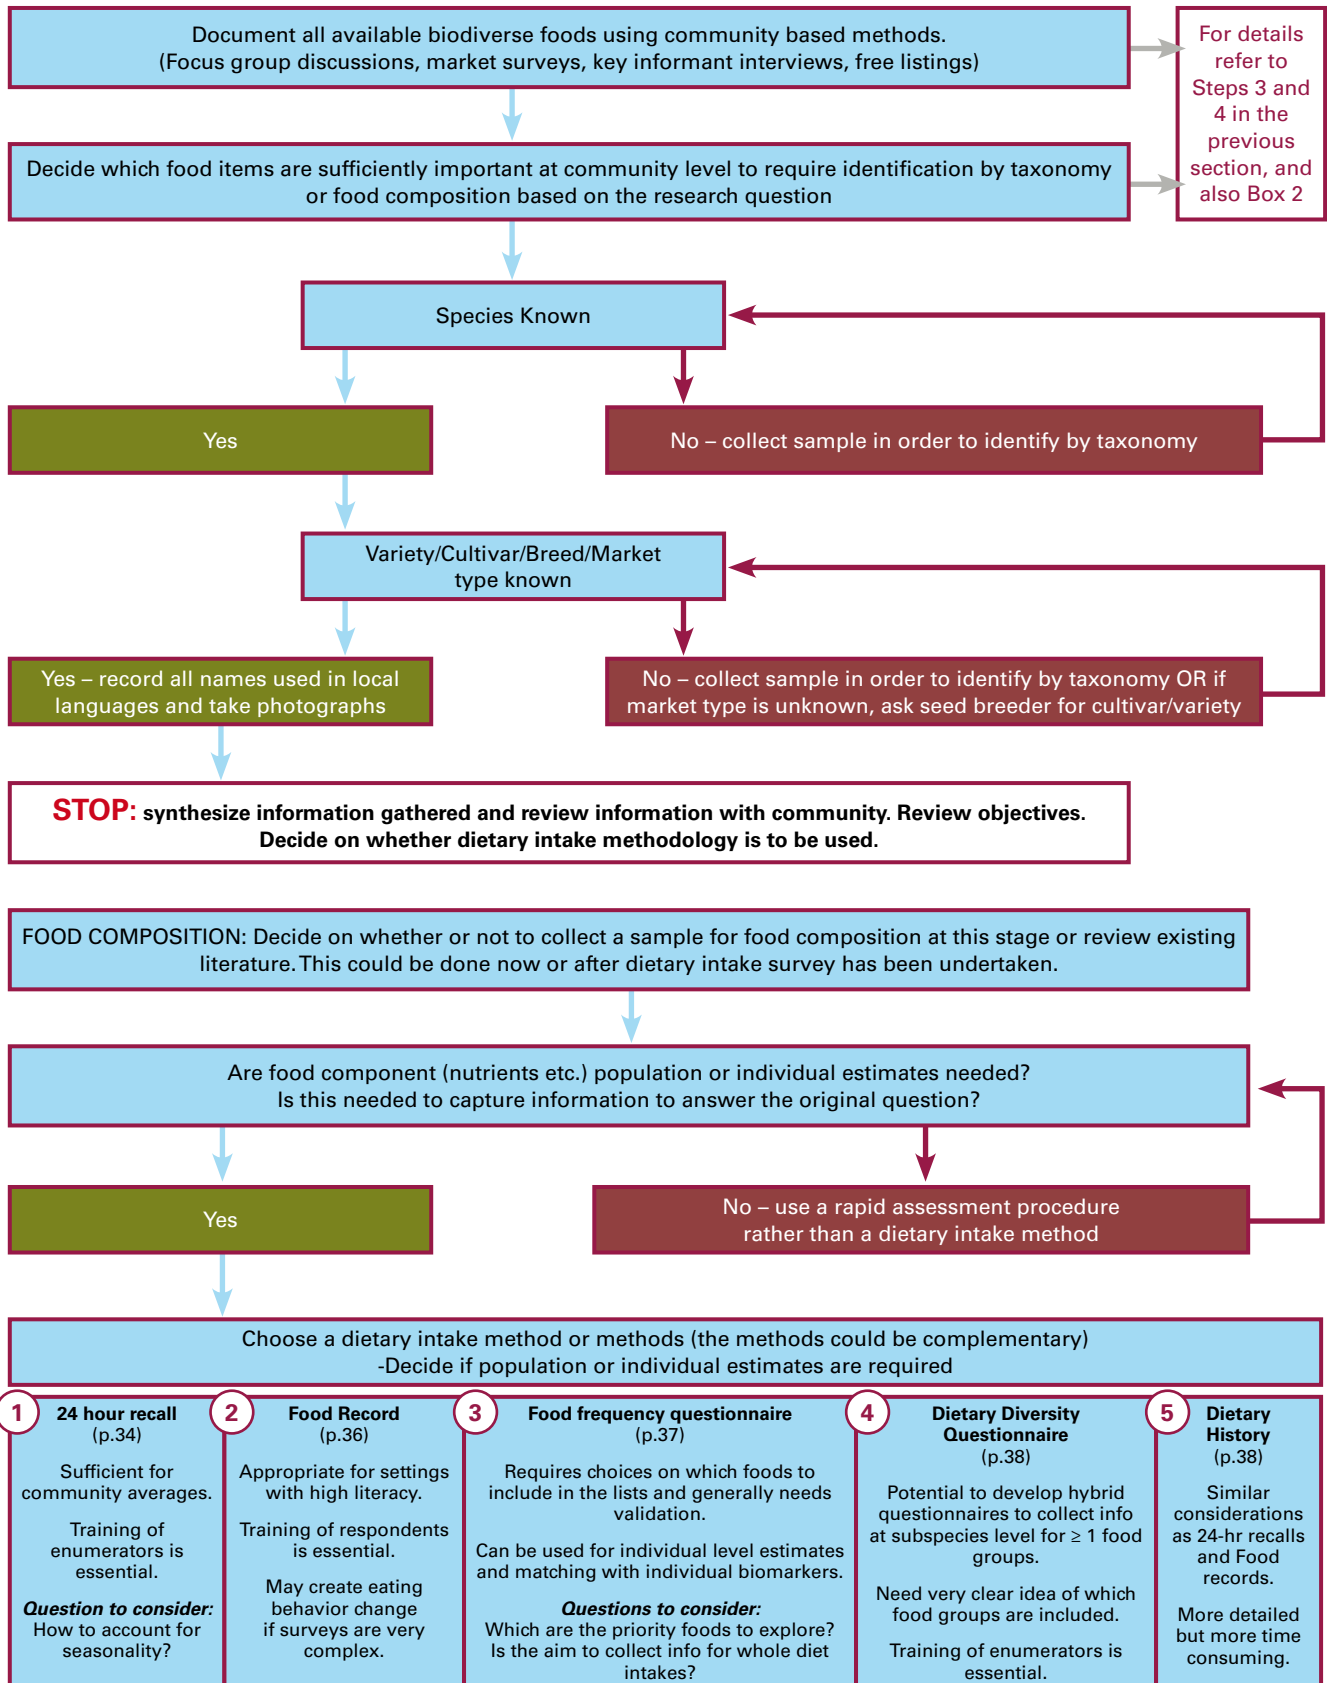 Document all available biodiverse foods using community based methods.
(Focus group discussions, market surveys, key informant interviews, free listings)
For details
refer to
Steps 3 and
4 in the
previous
section, and
also Box 2
Decide which food items are sufficiently important at community level to require identification by taxonomy
or food composition based on the research question
Species Known
Yes
No – collect sample in order to identify by taxonomy
Variety/Cultivar/Breed/Market
type known
Yes – record all names used in local
languages and take photographs
No – collect sample in order to identify by taxonomy OR if
market type is unknown, ask seed breeder for cultivar/variety
STOP: synthesize information gathered and review information with community. Review objectives.
Decide on whether dietary intake methodology is to be used.
FOOD COMPOSITION: Decide on whether or not to collect a sample for food composition at this stage or review existing
literature. This could be done now or after dietary intake survey has been undertaken.
Are food component (nutrients etc.) population or individual estimates needed?
Is this needed to capture information to answer the original question?
Yes
No – use a rapid assessment procedure
rather than a dietary intake method
Choose a dietary intake method or methods (the methods could be complementary)
-Decide if population or individual estimates are required
1
24 hour recall
(p.34)
Sufficient for
community averages.
Training of
enumerators is
essential.
Question to consider:
How to account for
seasonality?
2
Food Record
(p.36)
Appropriate for settings
with high literacy.
Training of respondents
is essential.
May create eating
behavior change
if surveys are very
complex.
3
Food frequency questionnaire
(p.37)
Requires choices on which foods to
include in the lists and generally needs
validation.
Can be used for individual level estimates
and matching with individual biomarkers.
Questions to consider:
Which are the priority foods to explore?
Is the aim to collect info for whole diet
intakes?
4
Dietary Diversity
Questionnaire
(p.38)
Potential to develop hybrid
questionnaires to collect info
at subspecies level for ≥ 1 food
groups.
Need very clear idea of which
food groups are included.
Training of enumerators is
essential.
5
Dietary
History
(p.38)
Similar
considerations
as 24-hr recalls
and Food
records.
More detailed
but more time
consuming.